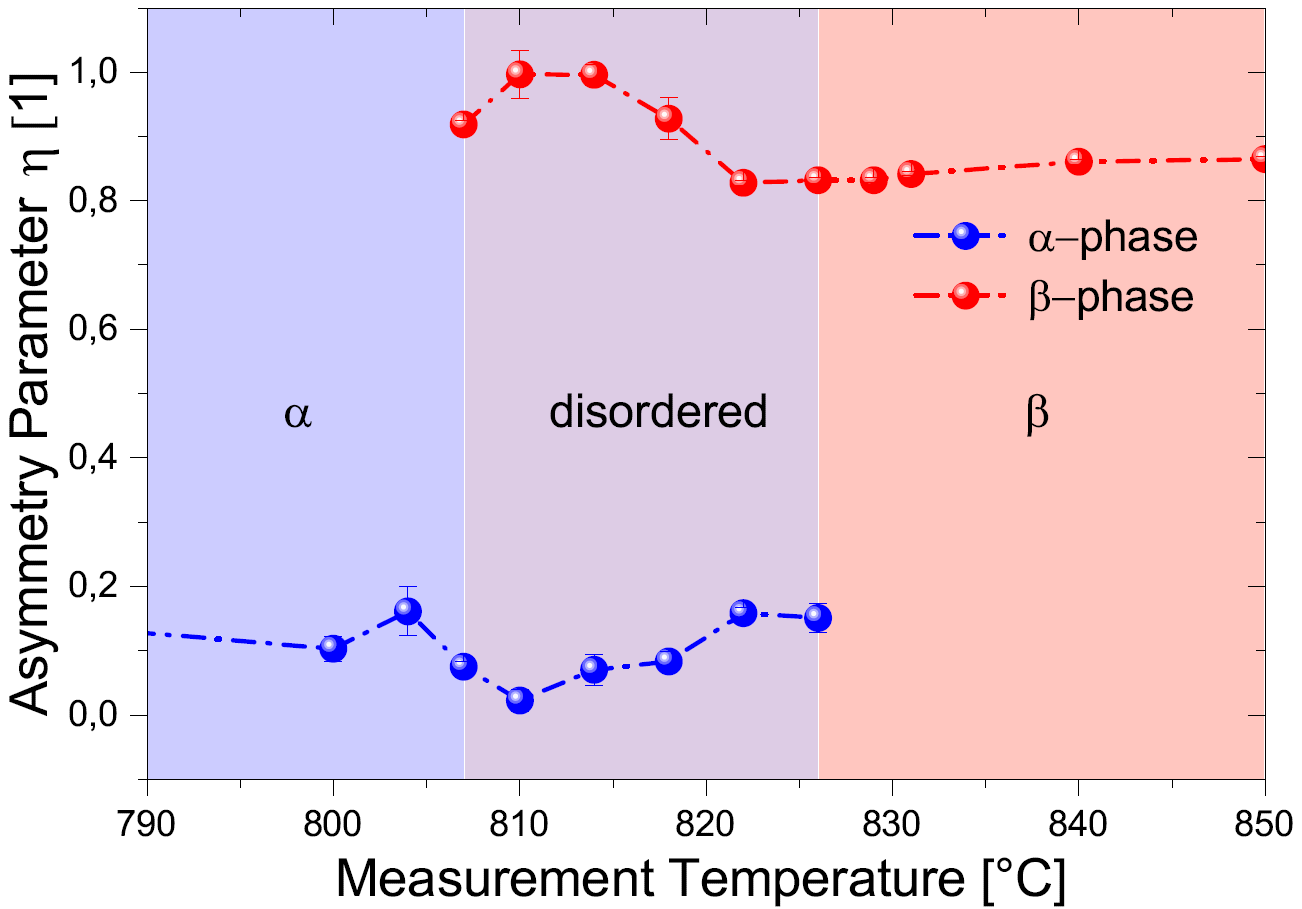 Asymmetry Parameter η [1]
1,0
0,8
0,6
0,4
0,2
0,0
α–phase
β–phase
α disordered β
790 800 810 820 830 840 850
Measurement Temperature [°C]